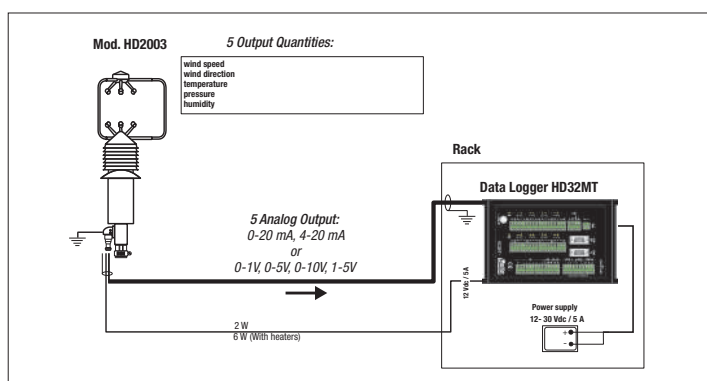 Mod. HD2003
5 Output Quantities:
wind speed
wind direction
temperature
pressure
humidity
Rack
Data Logger HD32MT
5 Analog Output:
0-20 mA, 4-20 mA
or
0-1V, 0-5V, 0-10V, 1-5V
12 Vdc / 5 A
Power supply
12- 30 Vdc / 5 A
+
−
2 W
6 W (With heaters)